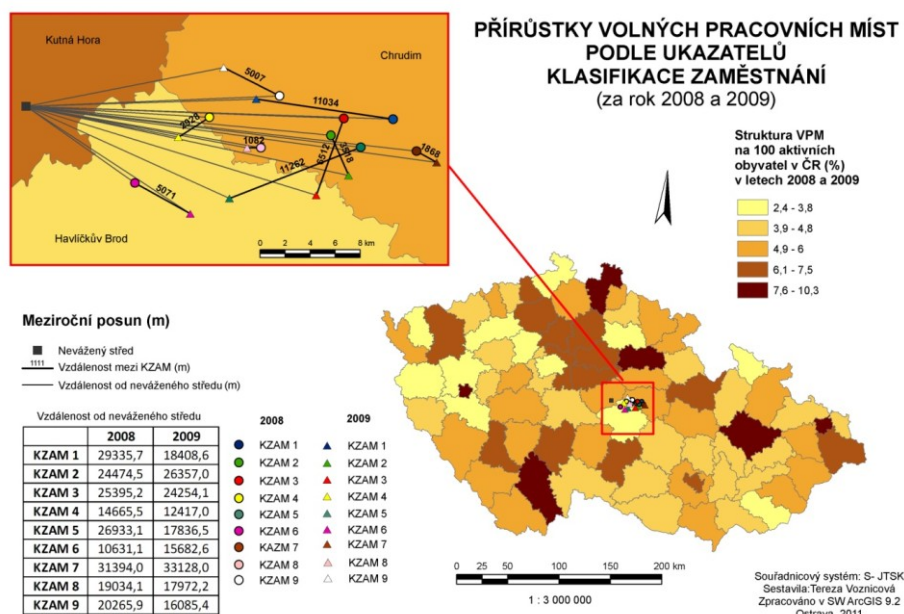 PŘÍRŮSTKY VOLNÝCH PRACOVNÍCH MÍST
PODLE UKAZATELŮ
KLASIFIKACE ZAMĚSTNÁNÍ
(za rok 2008 a 2009)
Kutná Hora
Chrudim
Havlíčkův Brod
5007
11034
2928
1082
6512
3518
1868
11262
5071
0 2 4 6 8 km
Struktura VPM
na 100 aktivních
obyvatel v ČR (%)
v letech 2008 a 2009
2,4 - 3,8
3,9 - 4,8
4,9 - 6
6,1 - 7,5
7,6 - 10,3
Meziroční posun (m)
Nevážený střed
1111
Vzdálenost mezi KZAM (m)
Vzdálenost od neváženého středu (m)
Vzdálenost od neváženého středu
2008 2009
KZAM 1 29335,7 18408,6
KZAM 2 24474,5 26357,0
KZAM 3 25395,2 24254,1
KZAM 4 14665,5 12417,0
KZAM 5 26933,1 17836,5
KZAM 6 10631,1 15682,6
KZAM 7 31394,0 33128,0
KZAM 8 19034,1 17972,2
KZAM 9 20265,9 16085,4
2008 2009
KZAM 1 KZAM 1
KZAM 2 KZAM 2
KZAM 3 KZAM 3
KZAM 4 KZAM 4
KZAM 5 KZAM 5
KZAM 6 KZAM 6
KAZM 7 KZAM 7
KZAM 8 KZAM 8
KZAM 9 KZAM 9
0 25 50 100 150 200 km
1 : 3 000 000
Souřadnicový systém: S- JTSK
Sestavila:Tereza Voznicová
Zpracováno v SW ArcGIS 9.2
Ostrava, 2011